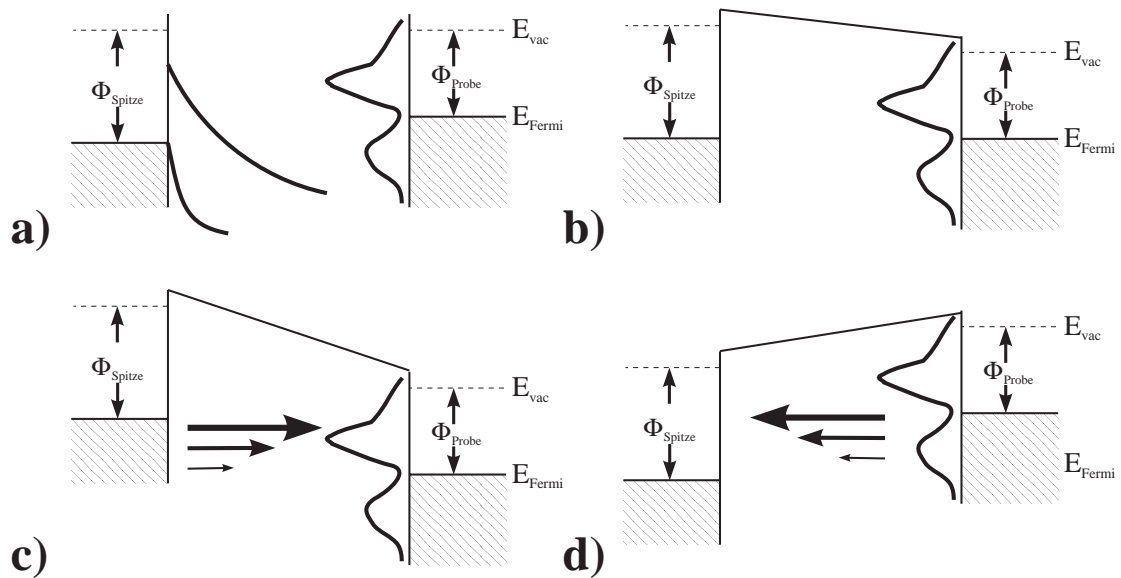 E_vac
Φ_Spitze
Φ_Probe
E_Fermi
a)
E_vac
Φ_Spitze
Φ_Probe
E_Fermi
b)
Φ_Spitze
E_vac
Φ_Probe
E_Fermi
c)
E_vac
Φ_Probe
Φ_Spitze
E_Fermi
d)